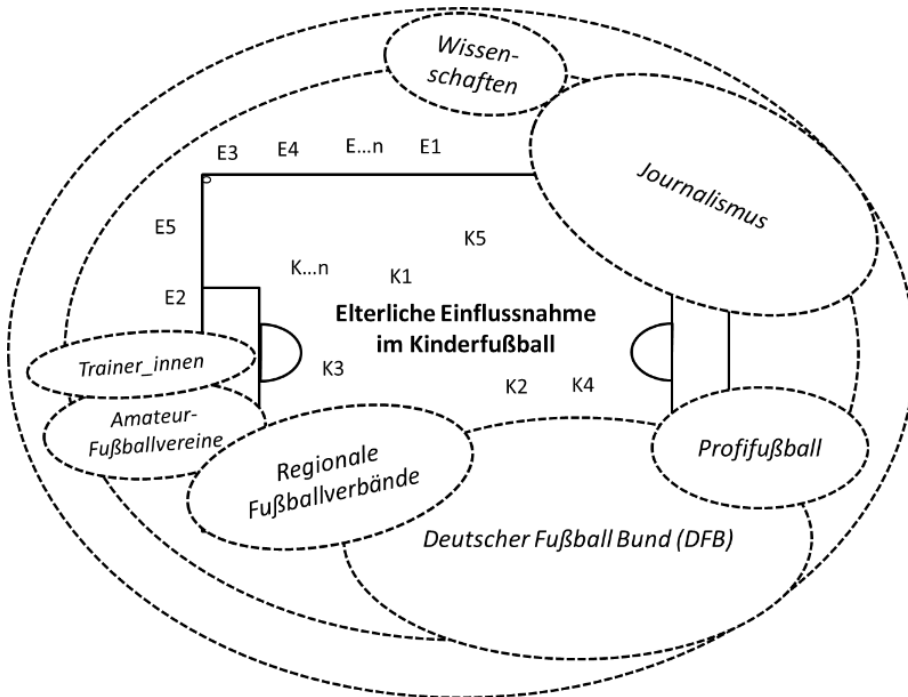 Wissen-
schaften
Journalismus
E3 E4 E...n E1
E5
K5
K...n K1
E2
Elterliche Einflussnahme
im Kinderfußball
Trainer_innen
K3
K2 K4
Amateur-
Fußballvereine
Regionale
Fußballverbände
Profifußball
Deutscher Fußball Bund (DFB)